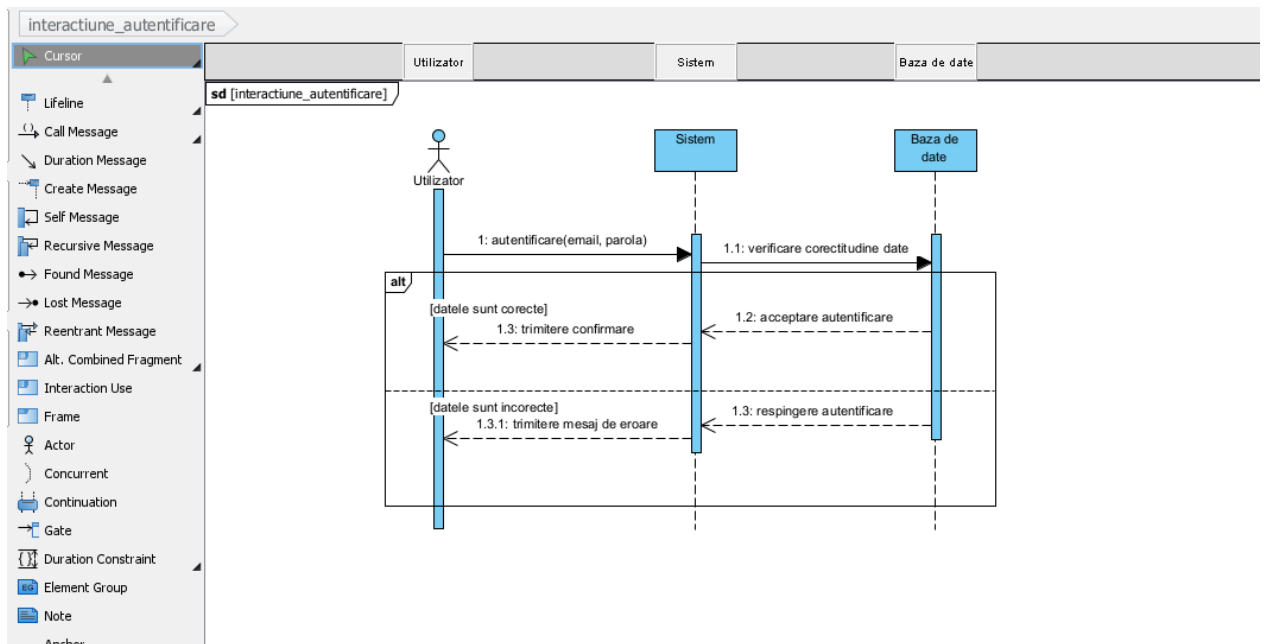 interactiune_autentificare
Cursor
Lifeline
Call Message
Duration Message
Create Message
Self Message
Recursive Message
Found Message
Lost Message
Reentrant Message
Alt. Combined Fragment
Interaction Use
Frame
Actor
Concurrent
Continuation
Gate
Duration Constraint
Element Group
Note
Anchor
Utilizator
Sistem
Baza de date
sd [interactiune_autentificare]
Utilizator
Sistem
Baza de
date
1: autentificare(email, parola)
1.1: verificare corectitudine date
alt
[datele sunt corecte]
1.2: acceptare autentificare
1.3: trimitere confirmare
[datele sunt incorecte]
1.3: respingere autentificare
1.3.1: trimitere mesaj de eroare
EG